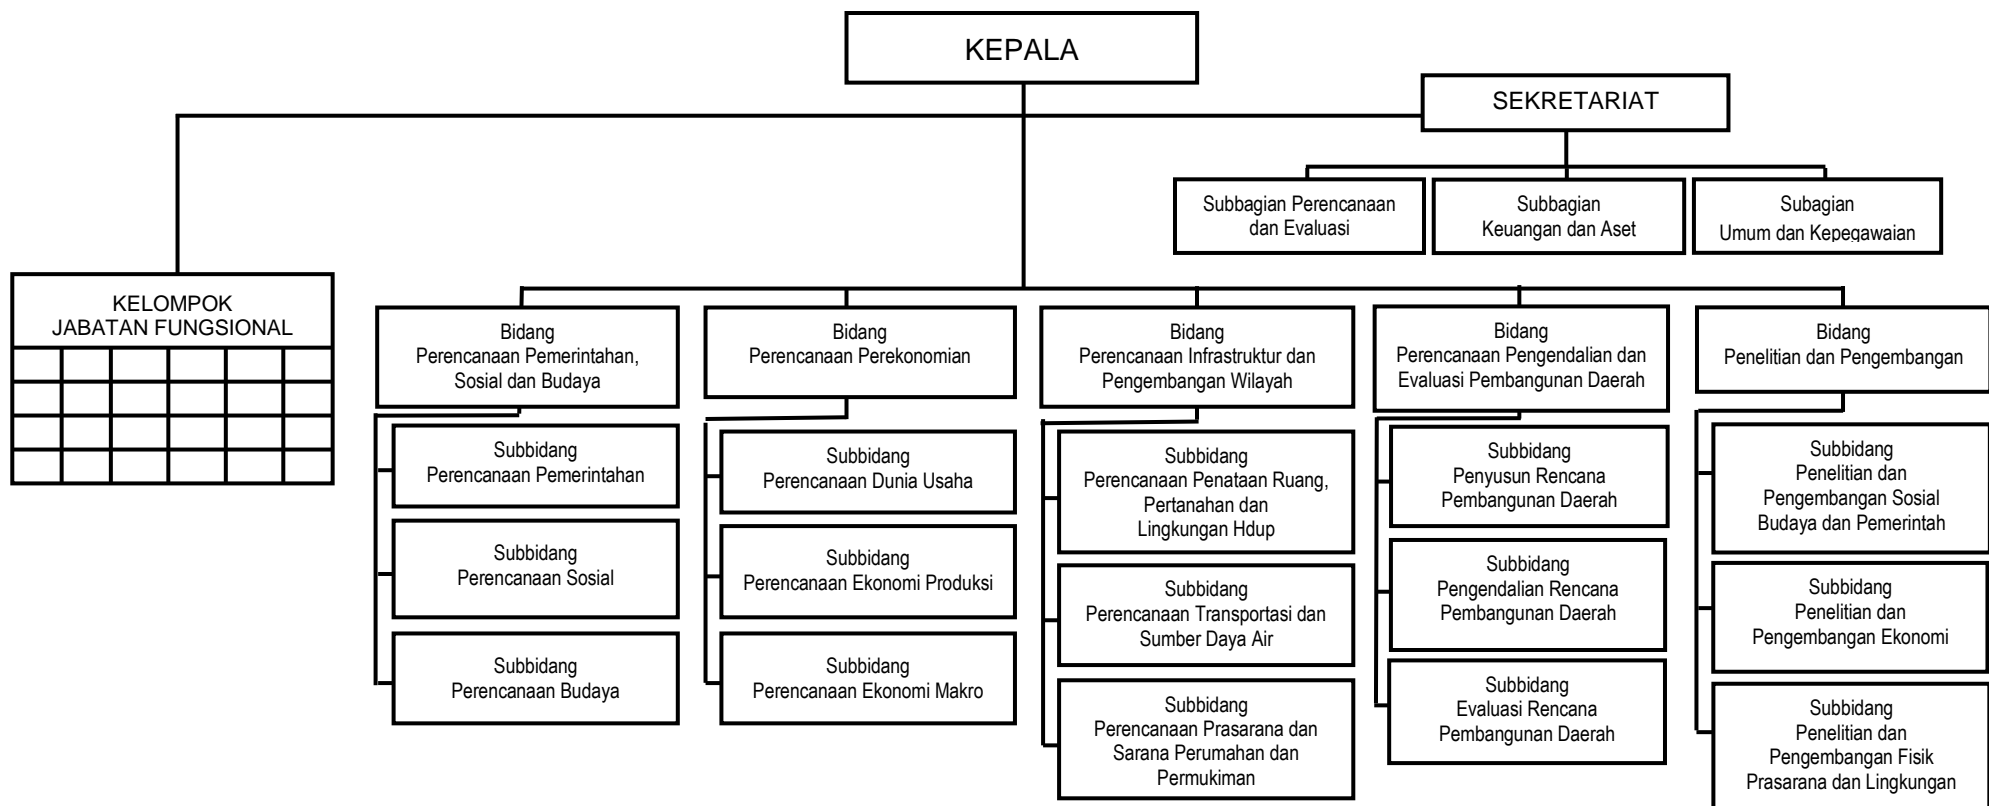 KEPALA
SEKRETARIAT
Subbagian Perencanaan
dan Evaluasi
Subbagian
Keuangan dan Aset
Subagian
Umum dan Kepegawaian
KELOMPOK
JABATAN FUNGSIONAL
Bidang
Perencanaan Pemerintahan,
Sosial dan Budaya
Subbidang
Perencanaan Pemerintahan
Subbidang
Perencanaan Sosial
Subbidang
Perencanaan Budaya
Bidang
Perencanaan Perekonomian
Subbidang
Perencanaan Dunia Usaha
Subbidang
Perencanaan Ekonomi Produksi
Subbidang
Perencanaan Ekonomi Makro
Bidang
Perencanaan Infrastruktur dan
Pengembangan Wilayah
Subbidang
Perencanaan Penataan Ruang,
Pertanahan dan
Lingkungan Hdup
Subbidang
Perencanaan Transportasi dan
Sumber Daya Air
Subbidang
Perencanaan Prasarana dan
Sarana Perumahan dan
Permukiman
Bidang
Perencanaan Pengendalian dan
Evaluasi Pembangunan Daerah
Subbidang
Penyusun Rencana
Pembangunan Daerah
Subbidang
Pengendalian Rencana
Pembangunan Daerah
Subbidang
Evaluasi Rencana
Pembangunan Daerah
Bidang
Penelitian dan Pengembangan
Subbidang
Penelitian dan
Pengembangan Sosial
Budaya dan Pemerintah
Subbidang
Penelitian dan
Pengembangan Ekonomi
Subbidang
Penelitian dan
Pengembangan Fisik
Prasarana dan Lingkungan